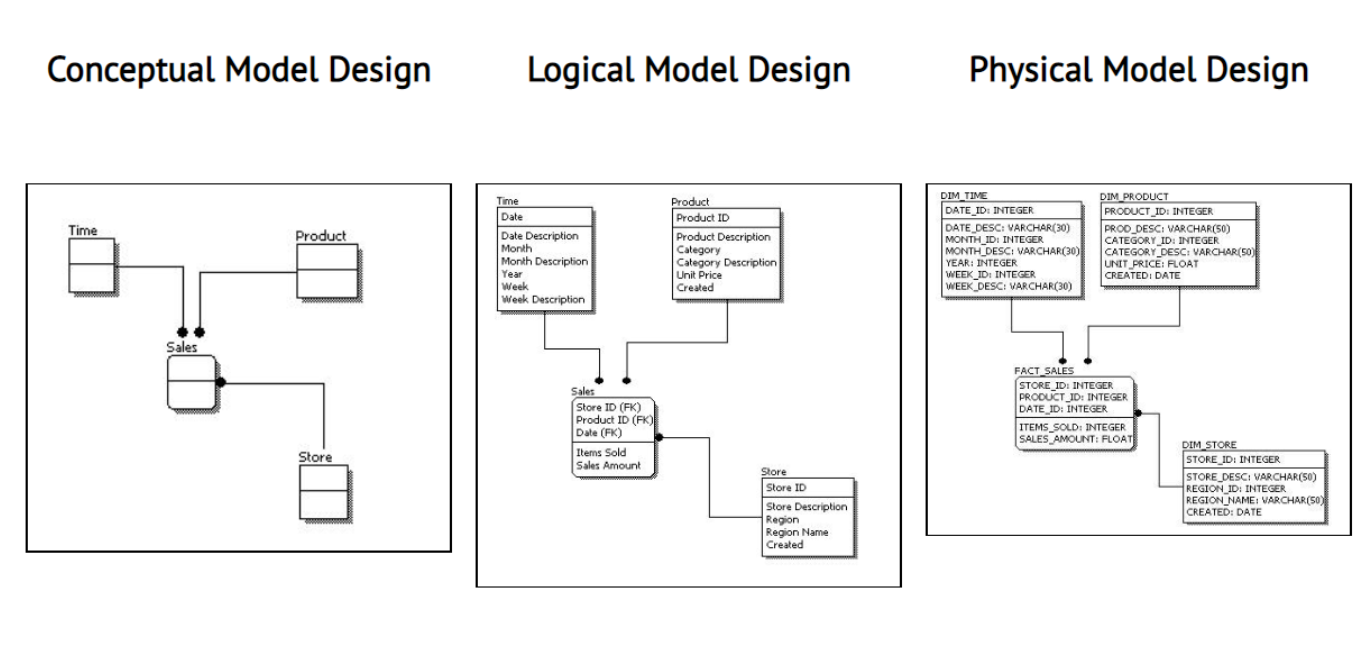 Conceptual Model Design
Logical Model Design
Physical Model Design
Time
Product
Sales
Store
Time
Date
Date Description
Month
Month Description
Year
Week
Week Description
Product
Product ID
Product Description
Category
Category Description
Unit Price
Created
Sales
Store ID (FK)
Product ID (FK)
Date (FK)
Items Sold
Sales Amount
Store
Store ID
Store Description
Region
Region Name
Created
DIM_TIME
DATE_ID: INTEGER
DATE_DESC: VARCHAR(30)
MONTH_ID: INTEGER
MONTH_DESC: VARCHAR(30)
YEAR: INTEGER
WEEK_ID: INTEGER
WEEK_DESC: VARCHAR(30)
DIM_PRODUCT
PRODUCT_ID: INTEGER
PROD_DESC: VARCHAR(50)
CATEGORY_ID: INTEGER
CATEGORY_DESC: VARCHAR(50)
UNIT_PRICE: FLOAT
CREATED: DATE
FACT_SALES
STORE_ID: INTEGER
PRODUCT_ID: INTEGER
DATE_ID: INTEGER
ITEMS_SOLD: INTEGER
SALES_AMOUNT: FLOAT
DIM_STORE
STORE_ID: INTEGER
STORE_DESC: VARCHAR(50)
REGION_ID: INTEGER
REGION_NAME: VARCHAR(50)
CREATED: DATE